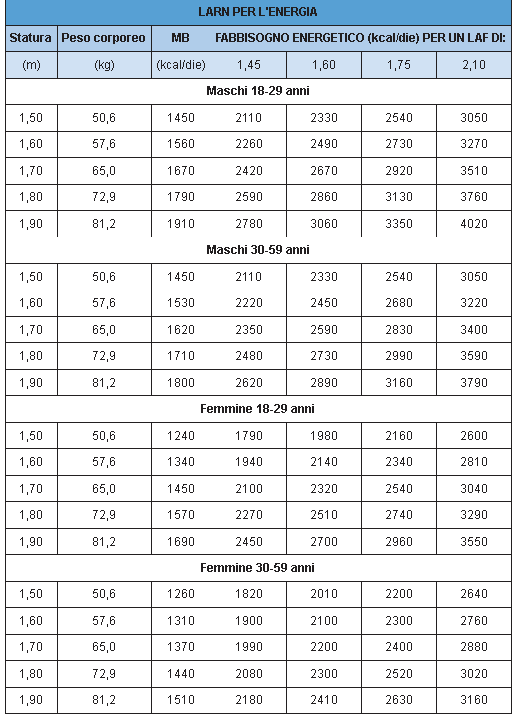 LARN PER L'ENERGIA
Statura Peso corporeo MB FABBISOGNO ENERGETICO (kcal/die) PER UN LAF DI:
(m) (kg) (kcal/die) 1,45 1,60 1,75 2,10
Maschi 18-29 anni
1,50 50,6 1450 2110 2330 2540 3050
1,60 57,6 1560 2260 2490 2730 3270
1,70 65,0 1670 2420 2670 2920 3510
1,80 72,9 1790 2590 2860 3130 3760
1,90 81,2 1910 2780 3060 3350 4020
Maschi 30-59 anni
1,50 50,6 1450 2110 2330 2540 3050
1,60 57,6 1530 2220 2450 2680 3220
1,70 65,0 1620 2350 2590 2830 3400
1,80 72,9 1710 2480 2730 2990 3590
1,90 81,2 1800 2620 2890 3160 3790
Femmine 18-29 anni
1,50 50,6 1240 1790 1980 2160 2600
1,60 57,6 1340 1940 2140 2340 2810
1,70 65,0 1450 2100 2320 2540 3040
1,80 72,9 1570 2270 2510 2740 3290
1,90 81,2 1690 2450 2700 2960 3550
Femmine 30-59 anni
1,50 50,6 1260 1820 2010 2200 2640
1,60 57,6 1310 1900 2100 2300 2760
1,70 65,0 1370 1990 2200 2400 2880
1,80 72,9 1440 2080 2300 2520 3020
1,90 81,2 1510 2180 2410 2630 3160